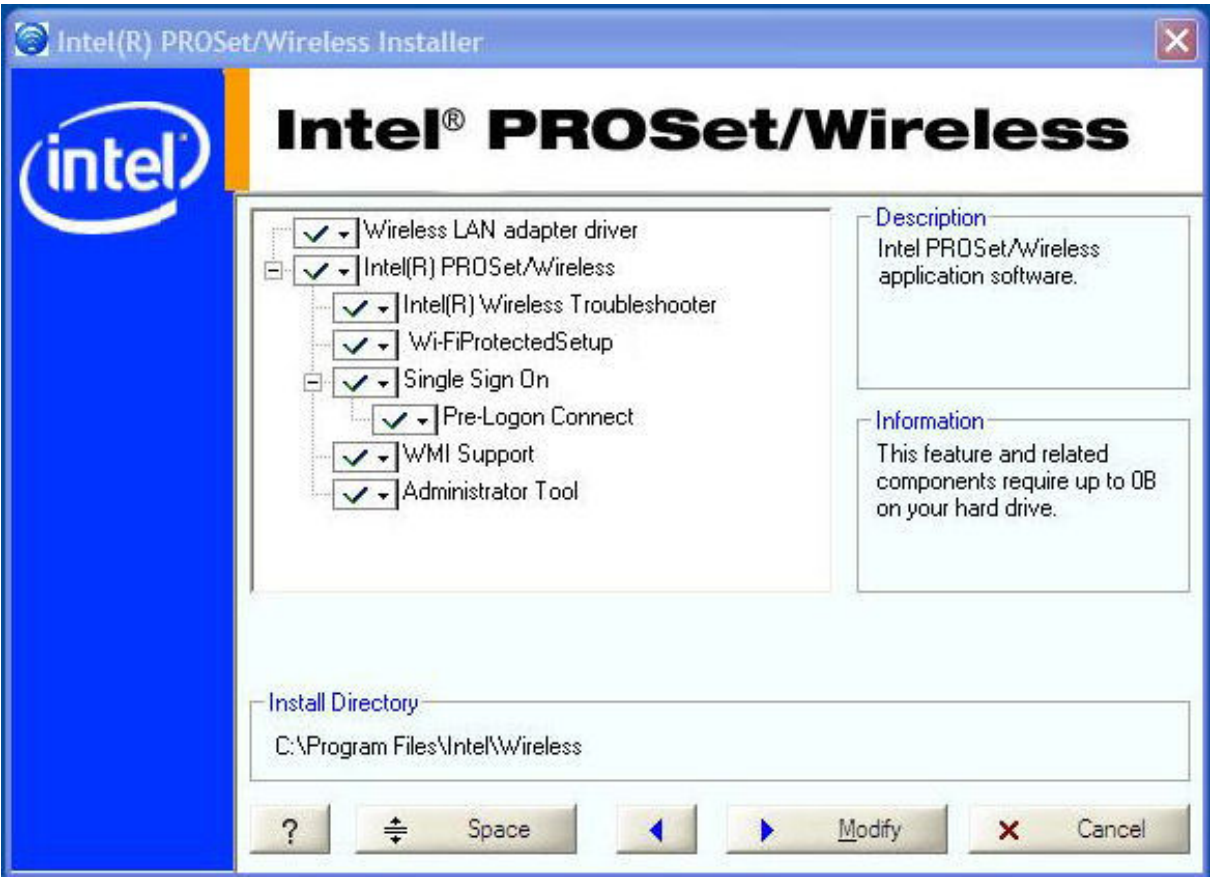 Intel(R) PROSet/Wireless Installer
intel
Intel® PROSet/Wireless
Wireless LAN adapter driver
Intel(R) PROSet/Wireless
Intel(R) Wireless Troubleshooter
Wi-FiProtectedSetup
Single Sign On
Pre-Logon Connect
WMI Support
Administrator Tool
Description
Intel PROSet/Wireless
application software.
Information
This feature and related
components require up to 0B
on your hard drive.
Install Directory
C:\Program Files\Intel\Wireless
?
Space
Modify
Cancel